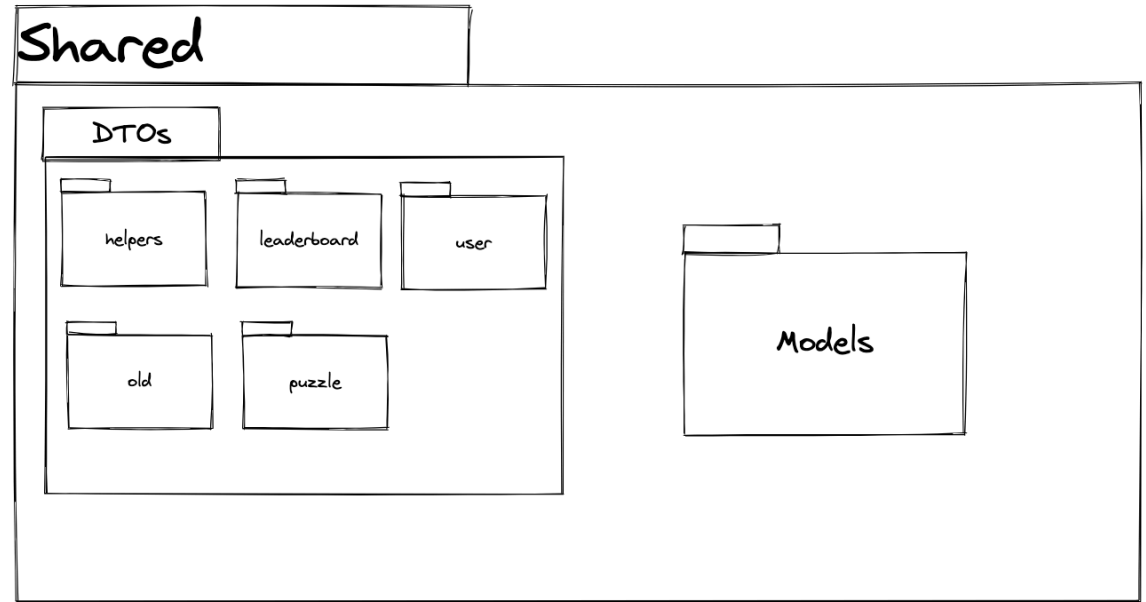 Shared
DTOs
helpers
leaderboard
user
old
puzzle
Models